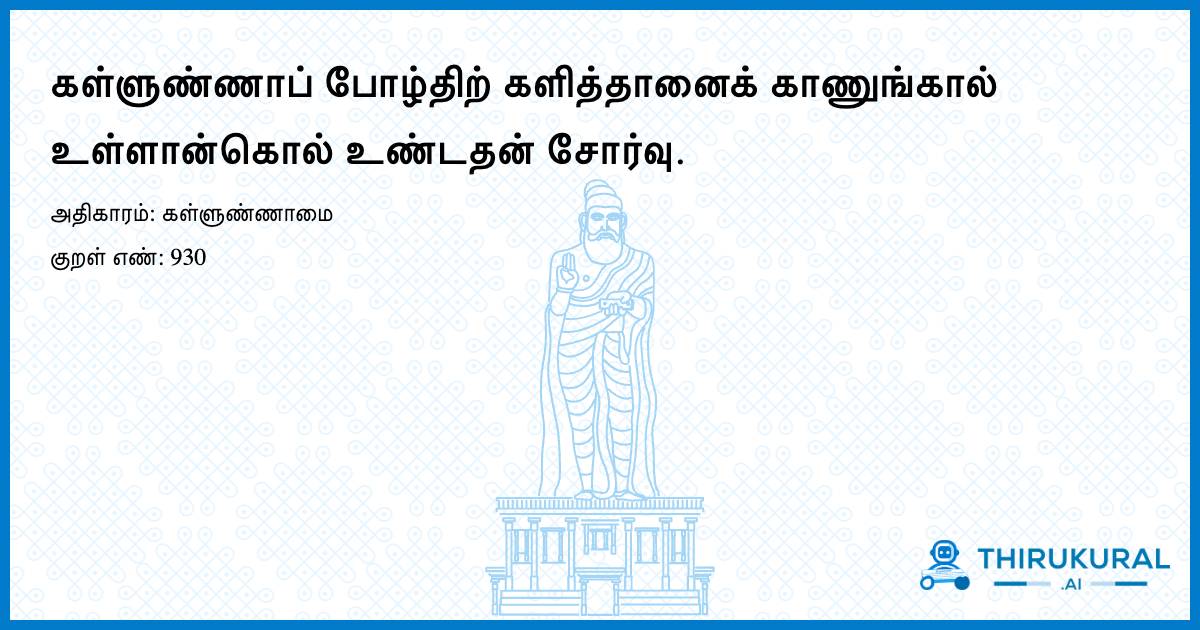 கள்ளுண்ணாப் போழ்திற் களித்தானைக் காணுங்கால்
உள்ளான்கொல் உண்டதன் சோர்வு.
அதிகாரம்: கள்ளுண்ணாமை
குறள் எண்: 930
THIRUKURAL
.AI